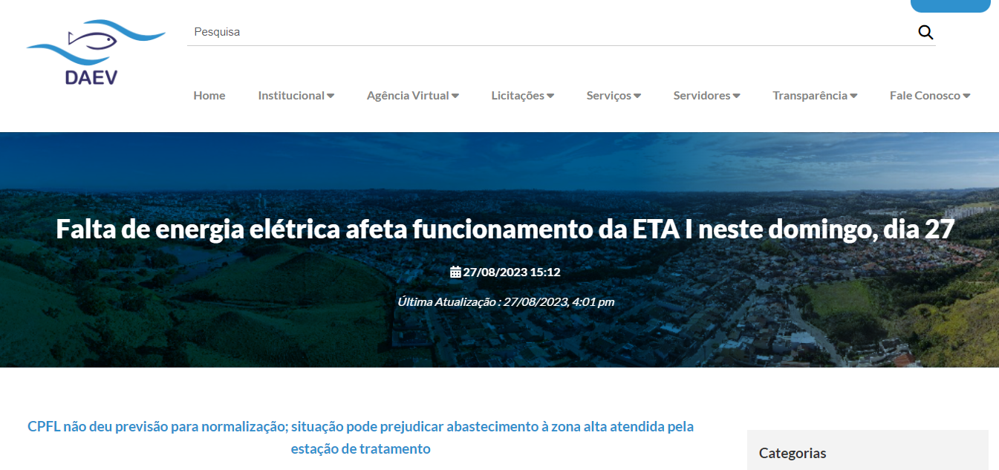 Pesquisa
DAEV
Home Institucional Agência Virtual Licitações Serviços Servidores Transparência Fale Conosco
Falta de energia elétrica afeta funcionamento da ETA I neste domingo, dia 27
27/08/2023 15:12
Última Atualização : 27/08/2023, 4:01 pm
CPFL não deu previsão para normalização; situação pode prejudicar abastecimento à zona alta atendida pela
estação de tratamento
Categorias